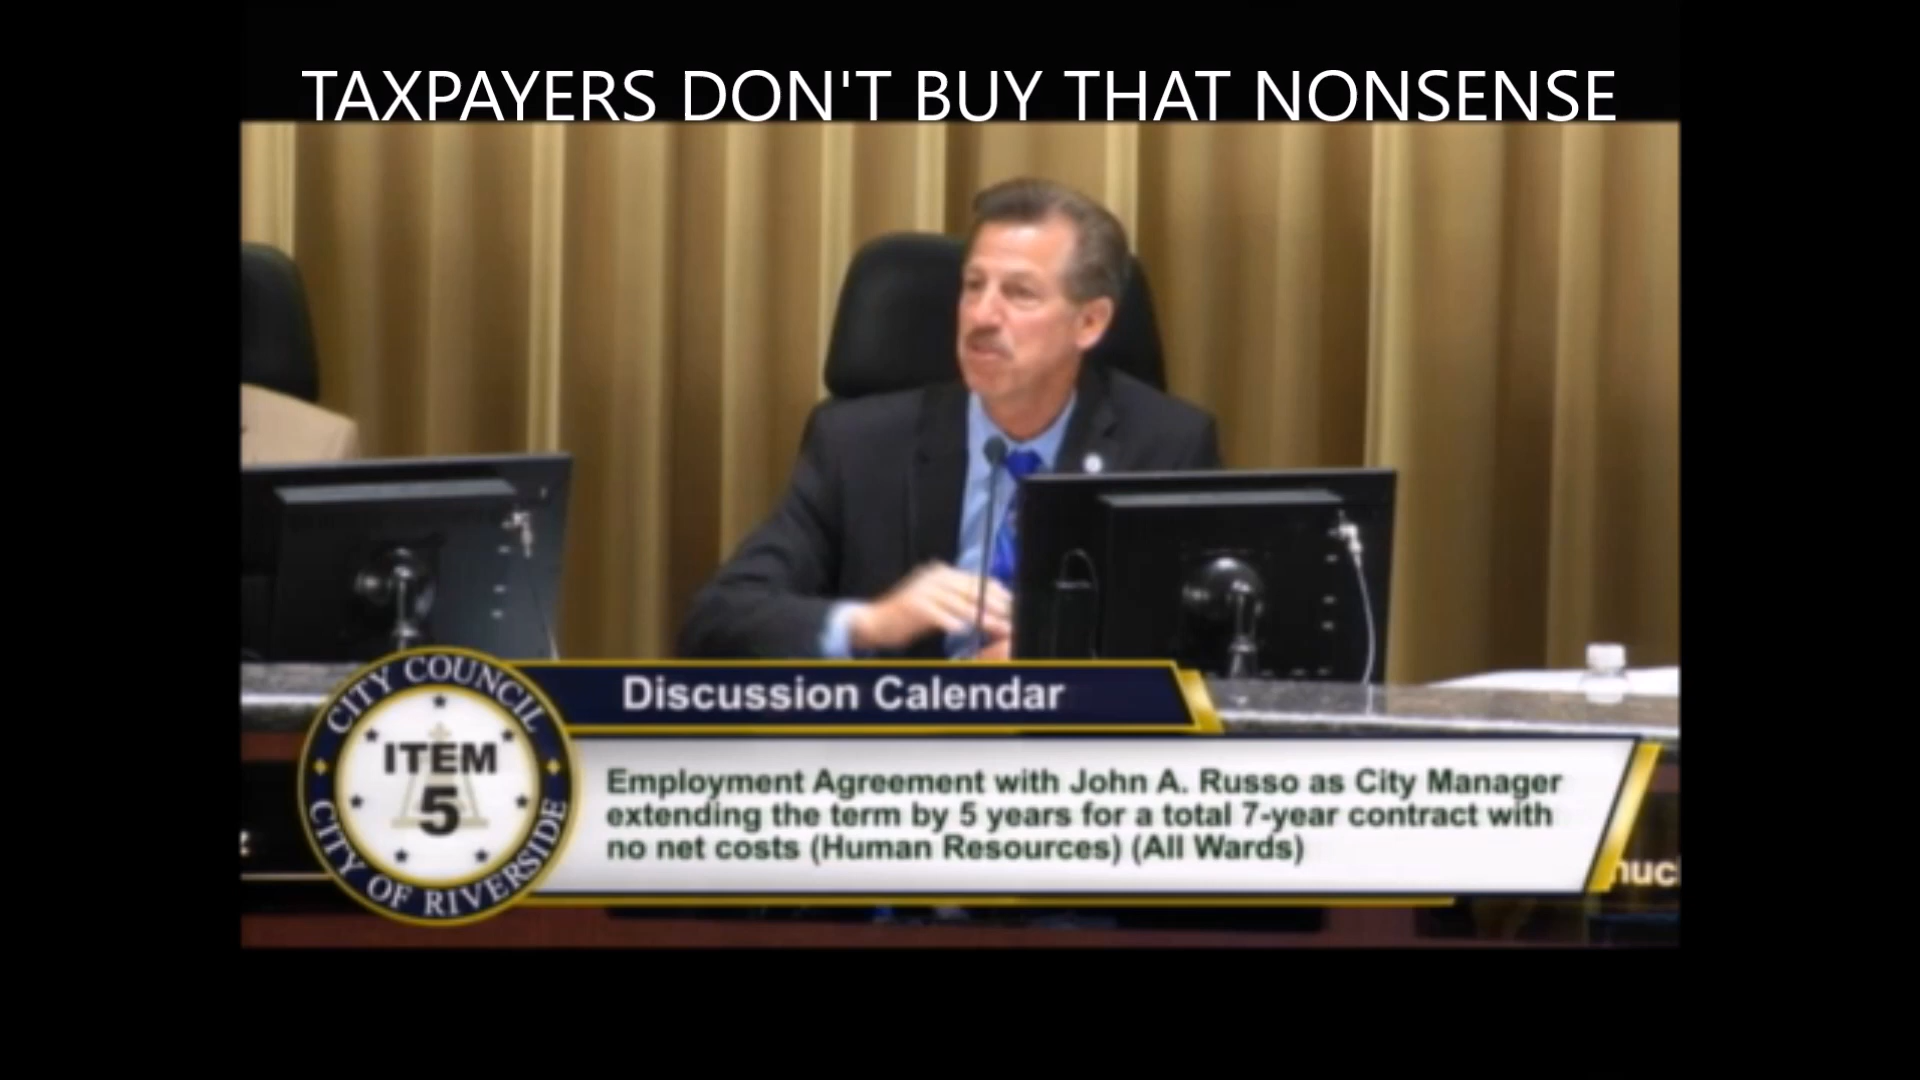 TAXPAYERS DON'T BUY THAT NONSENSE
Discussion Calendar
CITY COUNCIL
ITEM
5
CITY OF RIVERSIDE
Employment Agreement with John A. Russo as City Manager
extending the term by 5 years for a total 7-year contract with
no net costs (Human Resources) (All Wards)